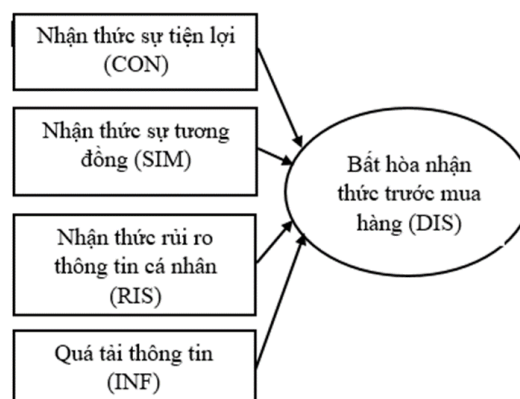 Nhận thức sự tiện lợi
(CON)
Nhận thức sự tương
đồng (SIM)
Nhận thức rủi ro
thông tin cá nhân
(RIS)
Quá tải thông tin
(INF)
Bất hòa nhận
thức trước mua
hàng (DIS)